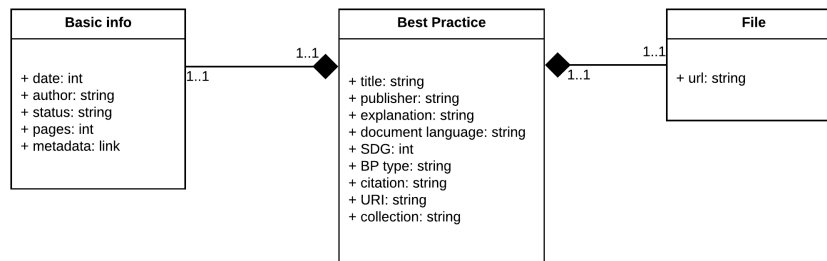 Basic info
+ date: int
+ author: string
+ status: string
+ pages: int
+ metadata: link
1..1
1..1
Best Practice
+ title: string
+ publisher: string
+ explanation: string
+ document language: string
+ SDG: int
+ BP type: string
+ citation: string
+ URI: string
+ collection: string
1..1
1..1
File
+ url: string